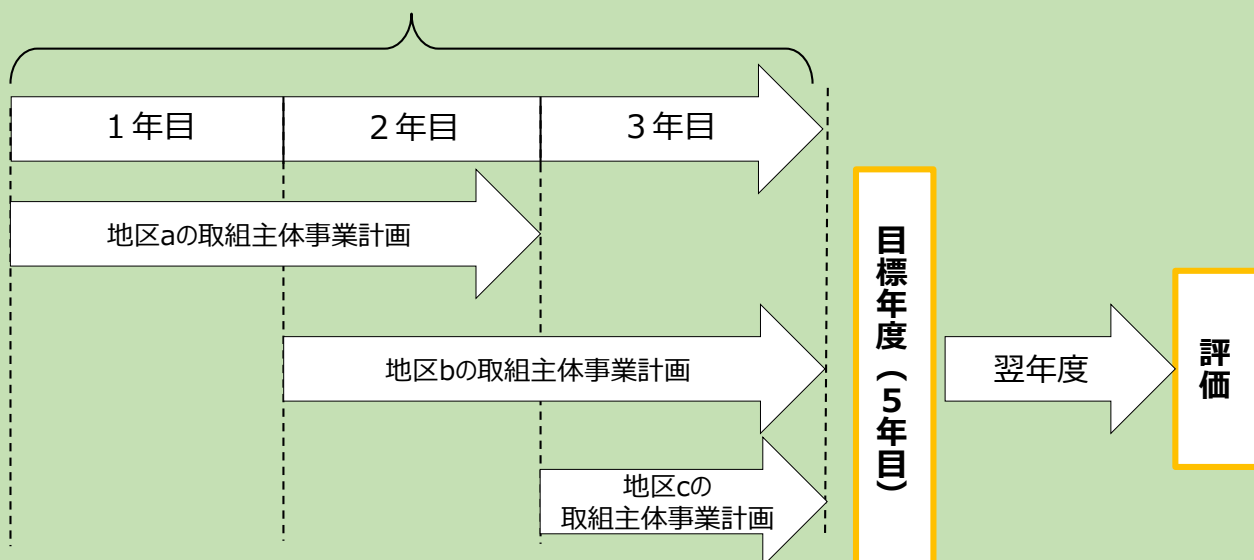 １年目
２年目
３年目
地区aの取組主体事業計画
地区bの取組主体事業計画
地区cの
取組主体事業計画
目標年度（５年目）
翌年度
評価